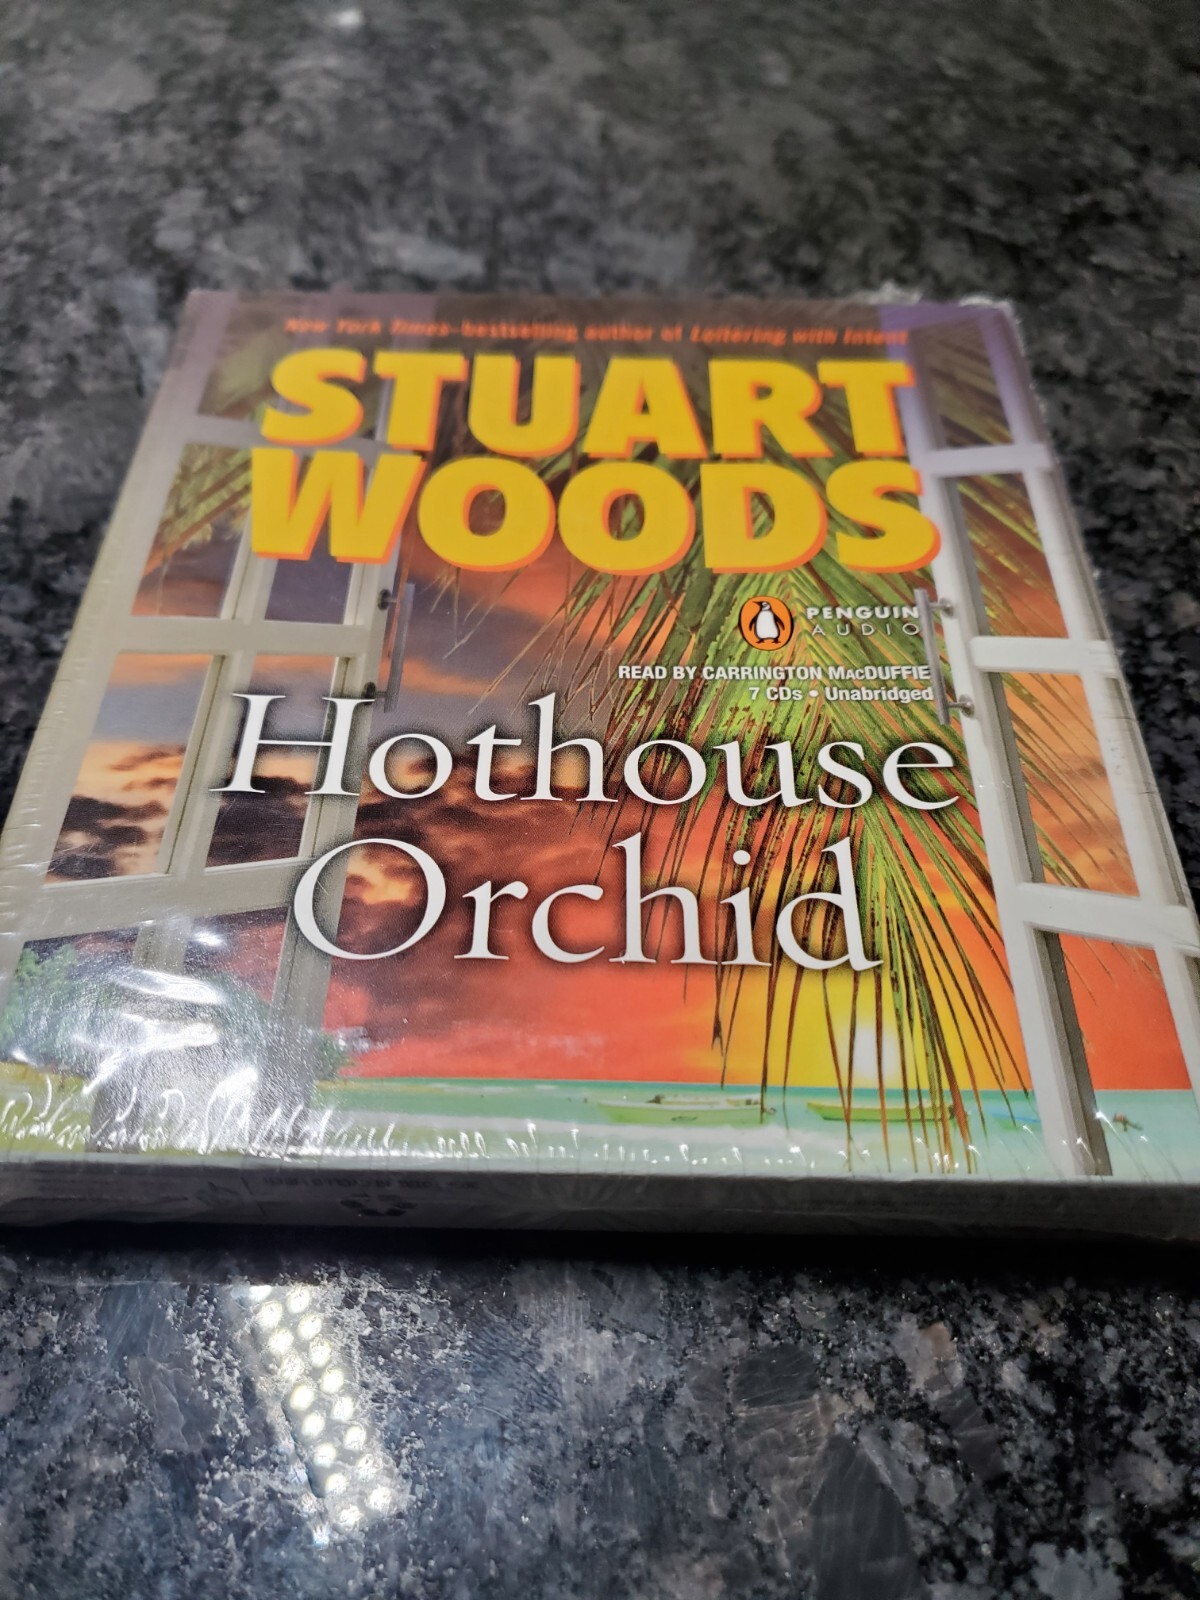 New York Times–bestselling author of Loitering with Intent
STUART
WOODS
PENGUIN
AUDIO
READ BY CARRINGTON MACDUFFIE
7 CDs • Unabridged
Hothouse
Orchid